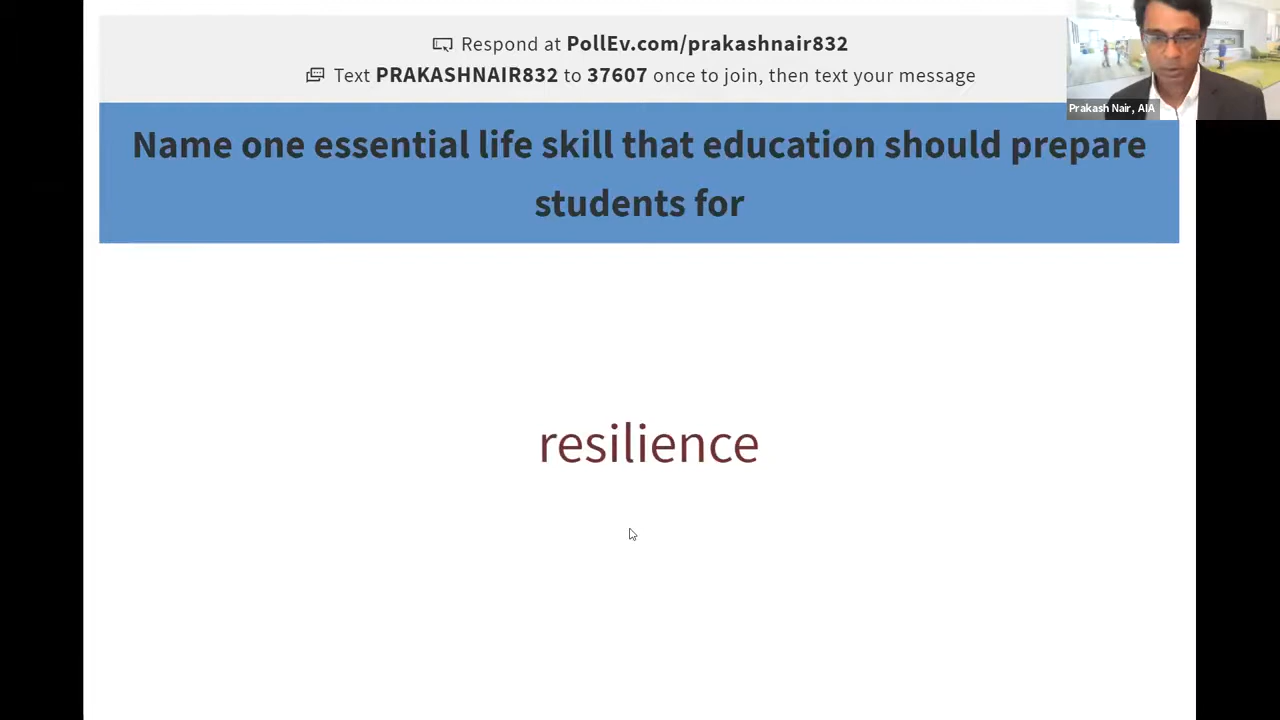 Respond at PollEv.com/prakashnair832
Text PRAKASHNAIR832 to 37607 once to join, then text your message
Prakash Nair, AIA
Name one essential life skill that education should prepare
students for
resilience